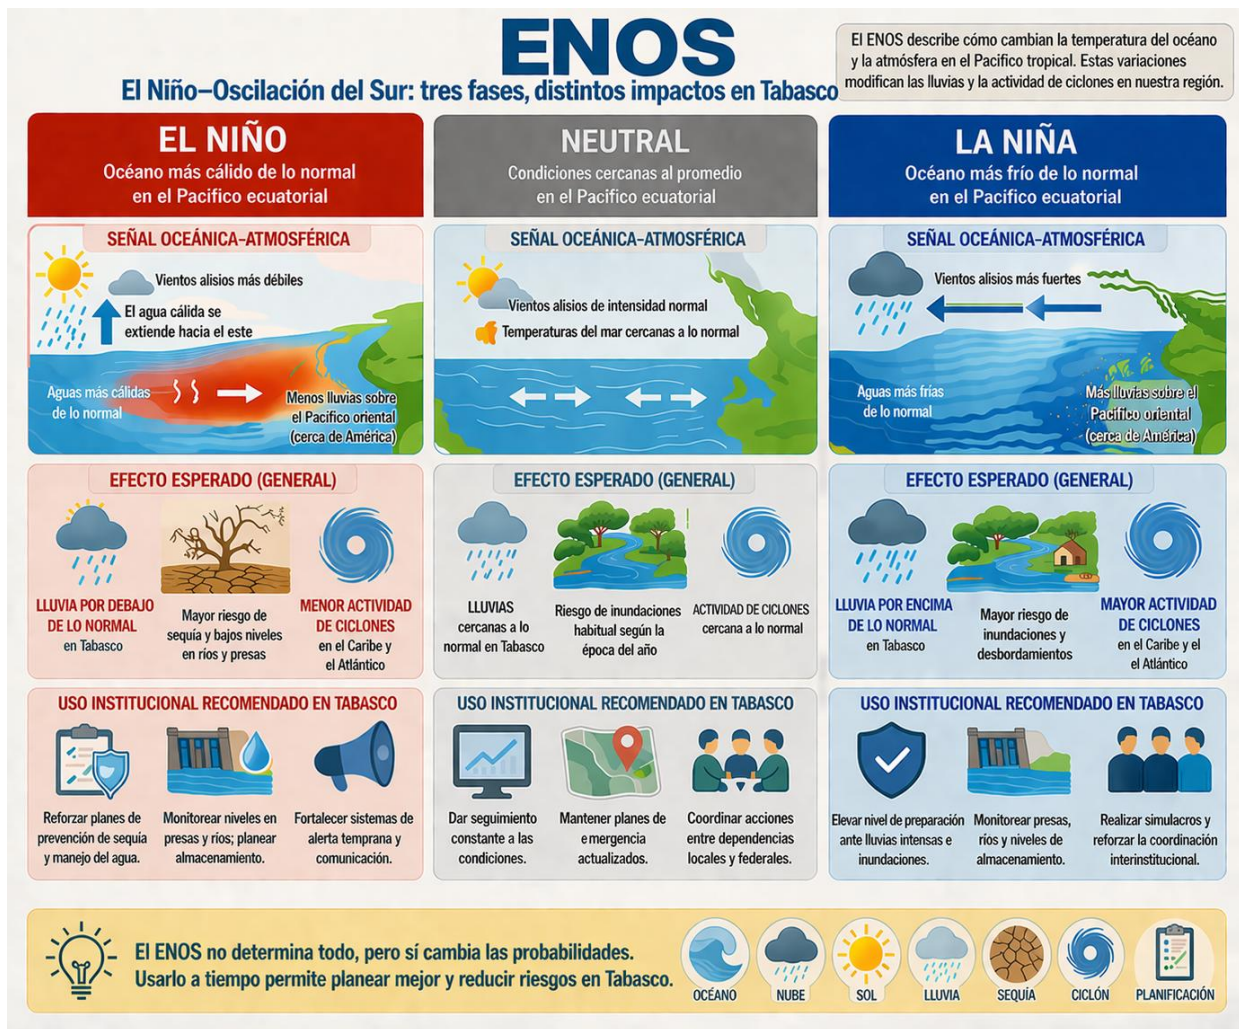 ENOS
El Niño–Oscilación del Sur: tres fases, distintos impactos en Tabasco
El ENOS describe cómo cambian la temperatura del océano
y la atmósfera en el Pacifico tropical. Estas variaciones
modifican las lluvias y la actividad de ciclones en nuestra región.
EL NIÑO
Océano más cálido de lo normal
en el Pacifico ecuatorial
SEÑAL OCEÁNICA-ATMOSFÉRICA
Vientos alisios más débiles
El agua cálida se
extiende hacia el este
Aguas más cálidas
de lo normal
Menos lluvias sobre
el Pacifico oriental
(cerca de América)
EFECTO ESPERADO (GENERAL)
LLUVIA POR DEBAJO
DE LO NORMAL
en Tabasco
Mayor riesgo de
sequía y bajos niveles
en ríos y presas
MENOR ACTIVIDAD
DE CICLONES
en el Caribe y
el Atlántico
USO INSTITUCIONAL RECOMENDADO EN TABASCO
Reforzar planes de
prevención de sequía
y manejo del agua.
Monitorear niveles en
presas y ríos; planear
almacenamiento.
Fortalecer sistemas de
alerta temprana y
comunicación.
NEUTRAL
Condiciones cercanas al promedio
en el Pacifico ecuatorial
SEÑAL OCEÁNICA-ATMOSFÉRICA
Vientos alisios de intensidad normal
Temperaturas del mar cercanas a lo normal
EFECTO ESPERADO (GENERAL)
LLUVIAS
cercanas a lo
normal en Tabasco
Riesgo de inundaciones
habitual según la
época del año
ACTIVIDAD DE CICLONES
cercana a lo normal
USO INSTITUCIONAL RECOMENDADO EN TABASCO
Dar seguimiento
constante a las
condiciones.
Mantener planes de
emergencia
actualizados.
Coordinar acciones
entre dependencias
locales y federales.
LA NIÑA
Océano más frío de lo normal
en el Pacifico ecuatorial
SEÑAL OCEÁNICA-ATMOSFÉRICA
Vientos alisios más fuertes
Aguas más frías
de lo normal
Más lluvias sobre el
Pacifico oriental
(cerca de América)
EFECTO ESPERADO (GENERAL)
LLUVIA POR ENCIMA
DE LO NORMAL
en Tabasco
Mayor riesgo de
inundaciones y
desbordamientos
MAYOR ACTIVIDAD
DE CICLONES
en el Caribe y
el Atlántico
USO INSTITUCIONAL RECOMENDADO EN TABASCO
Elevar nivel de preparación
ante lluvias intensas e
inundaciones.
Monitorear presas,
ríos y niveles de
almacenamiento.
Realizar simulacros y
reforzar la coordinación
interinstitucional.
El ENOS no determina todo, pero sí cambia las probabilidades.
Usarlo a tiempo permite planear mejor y reducir riesgos en Tabasco.
OCÉANO
NUBE
SOL
LLUVIA
SEQUÍA
CICLÓN
PLANIFICACIÓN